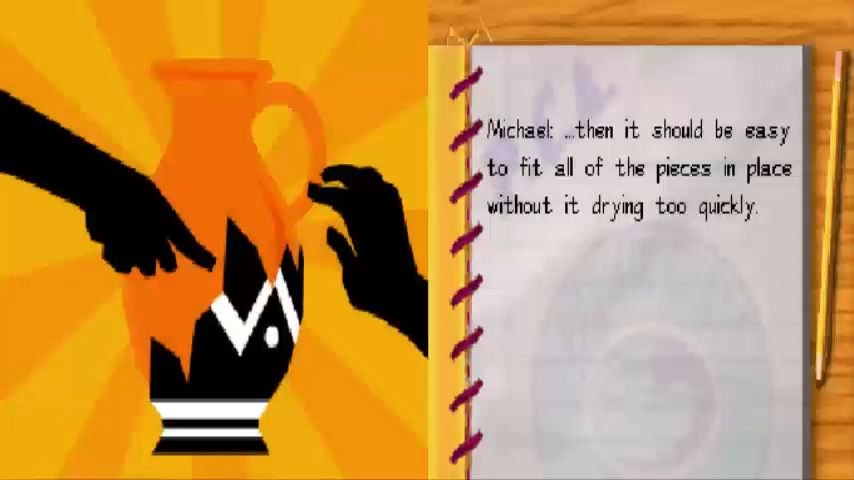 Michael: ...then it should be easy
to fit all of the pieces in place
without it drying too quickly.